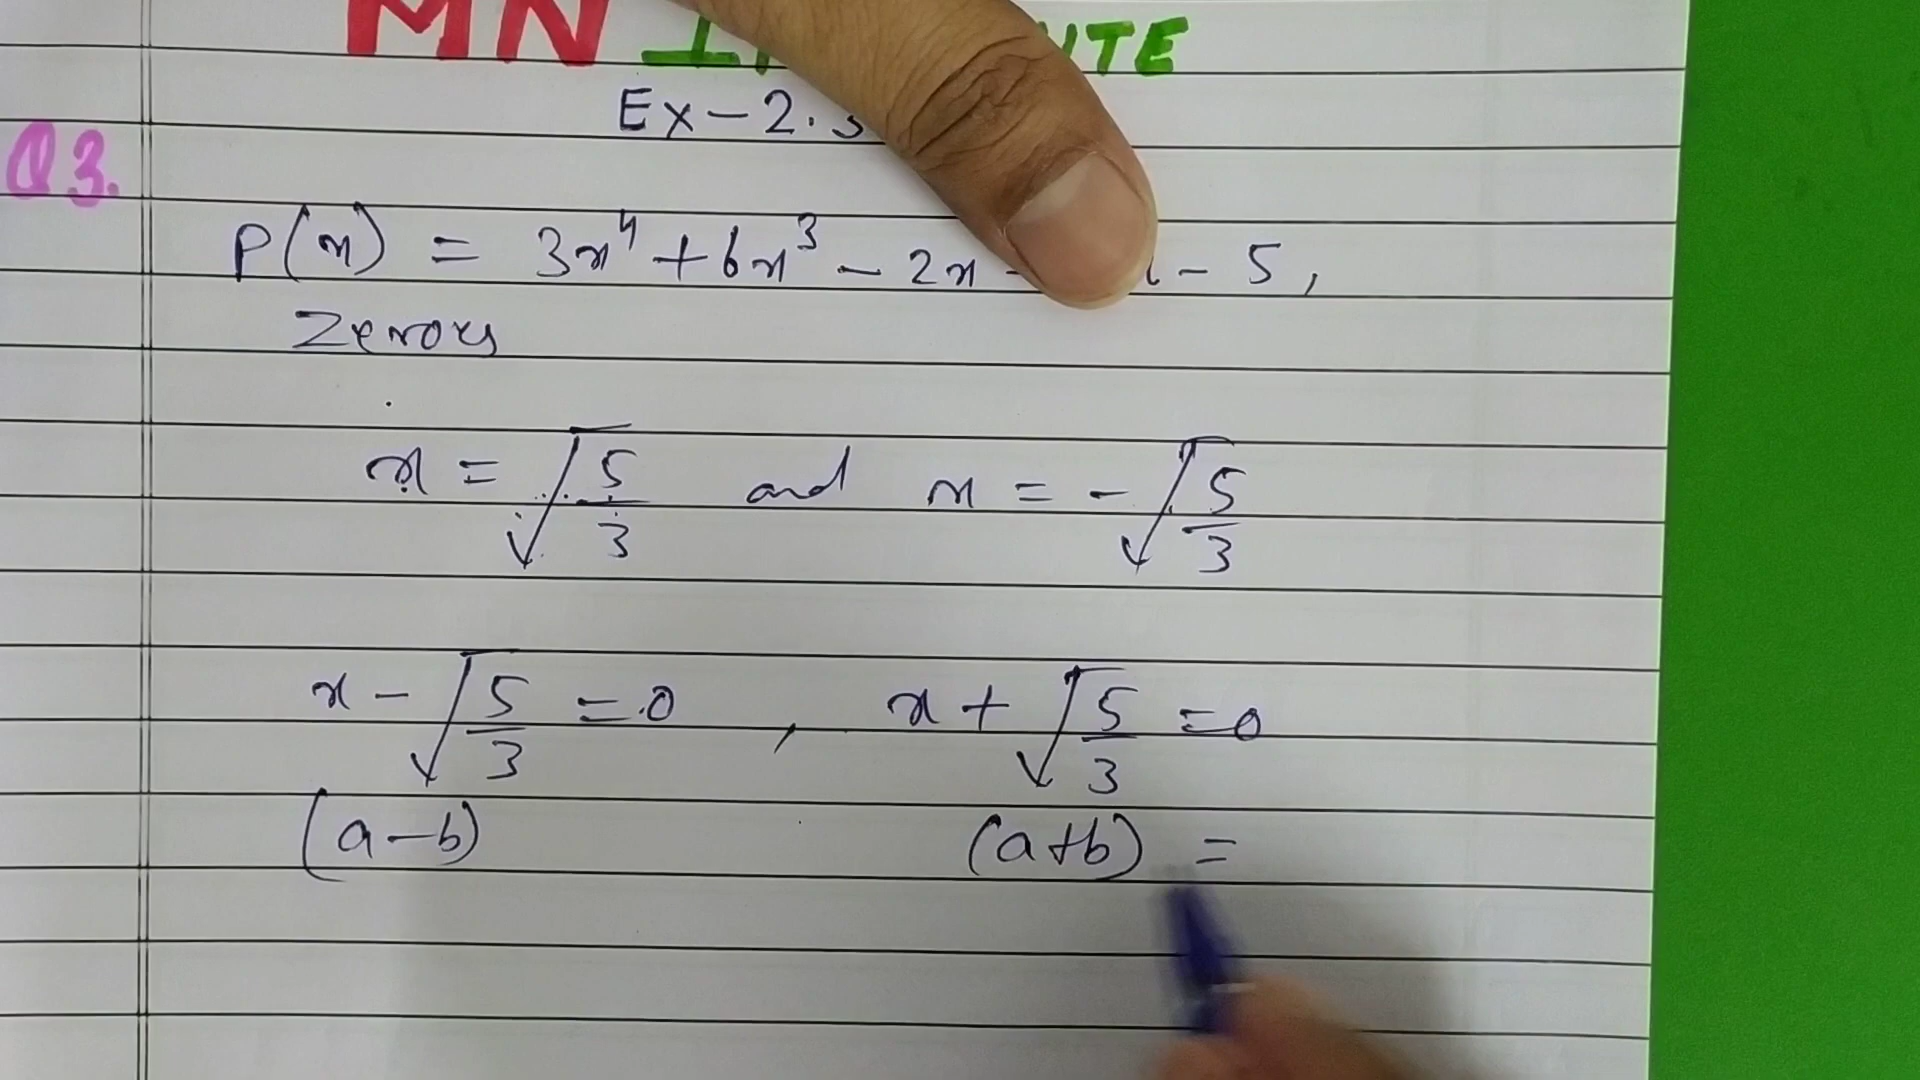 MN
Ex-2.3
Q3.
P(x) = 3x⁴ + 6x³ - 2x - 5,
Zeroes
x = √5/3 and x = -√5/3
x - √5/3 = 0 , x + √5/3 = 0
(a-b) (a+b) =